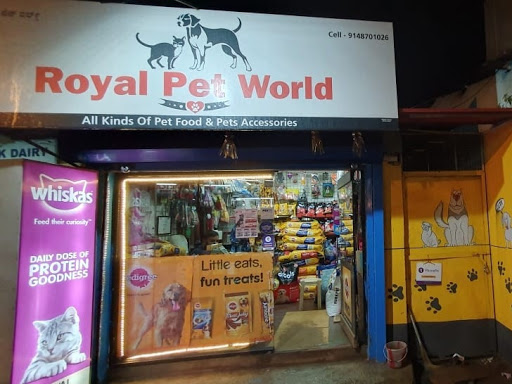 Cell - 9148701026
Royal Pet World
All Kinds Of Pet Food & Pets Accessories
K DAIRY
whiskas
Feed their curiosity
DAILY DOSE OF
PROTEIN
GOODNESS
Pedigree
Little eats,
fun treats!